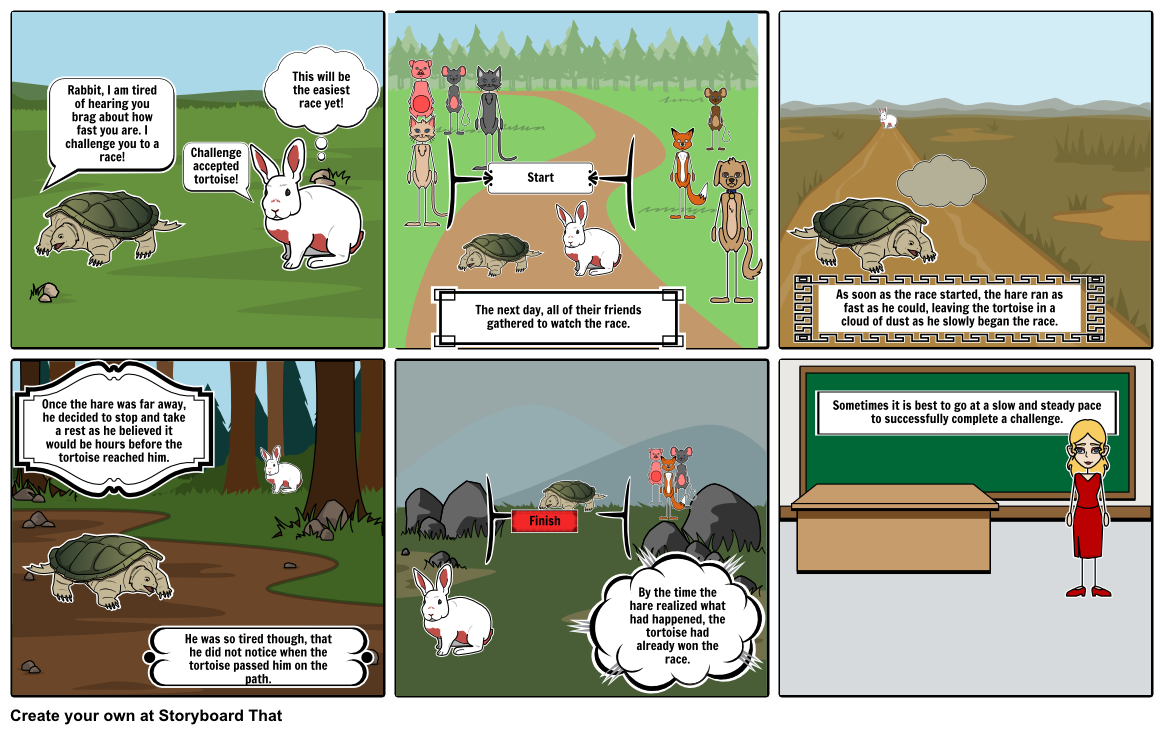 Rabbit, I am tired
of hearing you
brag about how
fast you are. I
challenge you to a
race!
Challenge
accepted
tortoise!
This will be
the easiest
race yet!
Start
The next day, all of their friends
gathered to watch the race.
As soon as the race started, the hare ran as
fast as he could, leaving the tortoise in a
cloud of dust as he slowly began the race.
Once the hare was far away,
he decided to stop and take
a rest as he believed it
would be hours before the
tortoise reached him.
He was so tired though, that
he did not notice when the
tortoise passed him on the
path.
Finish
By the time the
hare realized what
had happened, the
tortoise had
already won the
race.
Sometimes it is best to go at a slow and steady pace
to successfully complete a challenge.
Create your own at Storyboard That